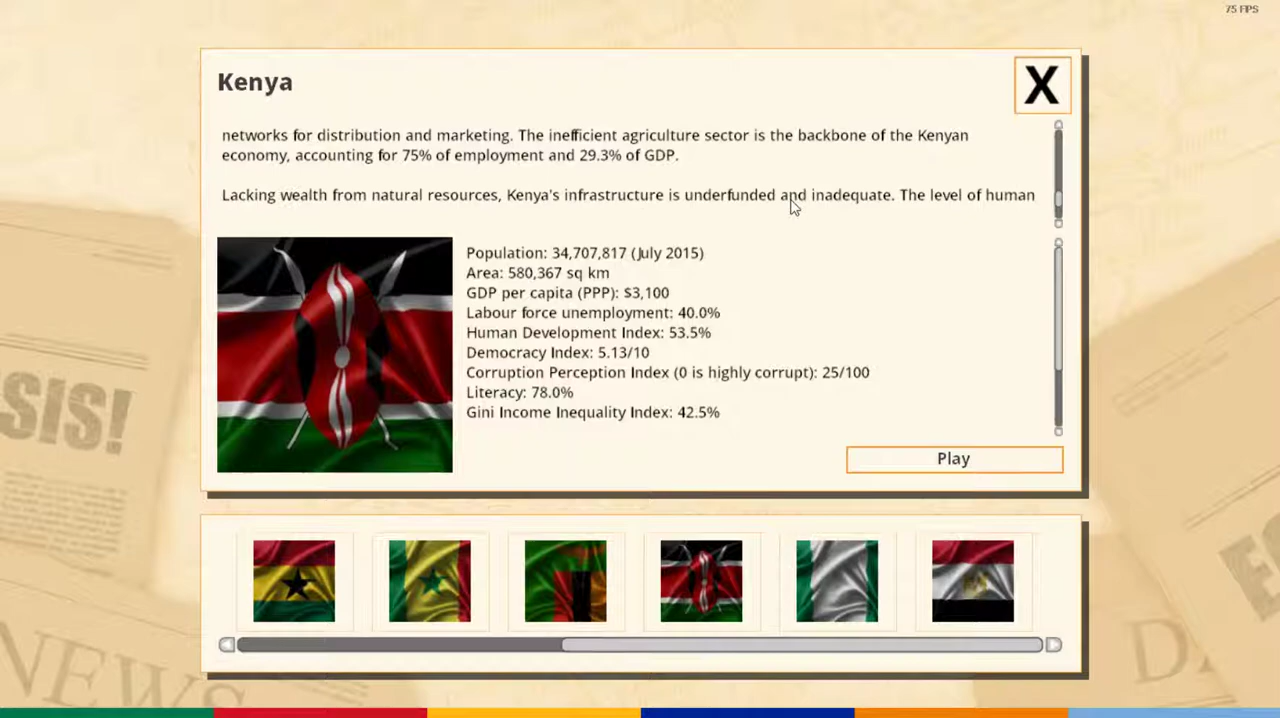 75 FPS
Kenya
X
networks for distribution and marketing. The inefficient agriculture sector is the backbone of the Kenyan
economy, accounting for 75% of employment and 29.3% of GDP.
Lacking wealth from natural resources, Kenya's infrastructure is underfunded and inadequate. The level of human
Population: 34,707,817 (July 2015)
Area: 580,367 sq km
GDP per capita (PPP): $3,100
Labour force unemployment: 40.0%
Human Development Index: 53.5%
Democracy Index: 5.13/10
Corruption Perception Index (0 is highly corrupt): 25/100
Literacy: 78.0%
Gini Income Inequality Index: 42.5%
Play
SIS!
NEWS